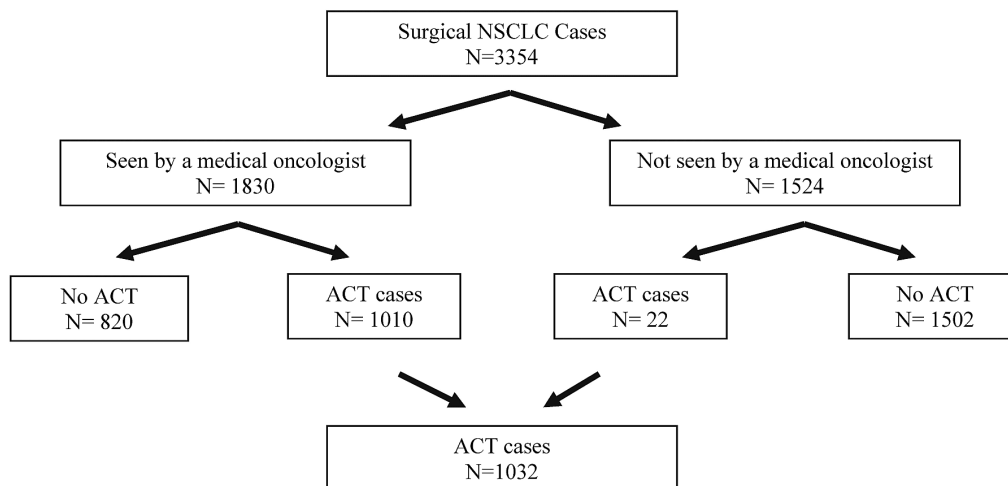 Surgical NSCLC Cases
N=3354
Seen by a medical oncologist
N= 1830
Not seen by a medical oncologist
N= 1524
No ACT
N= 820
ACT cases
N= 1010
ACT cases
N= 22
No ACT
N= 1502
ACT cases
N=1032